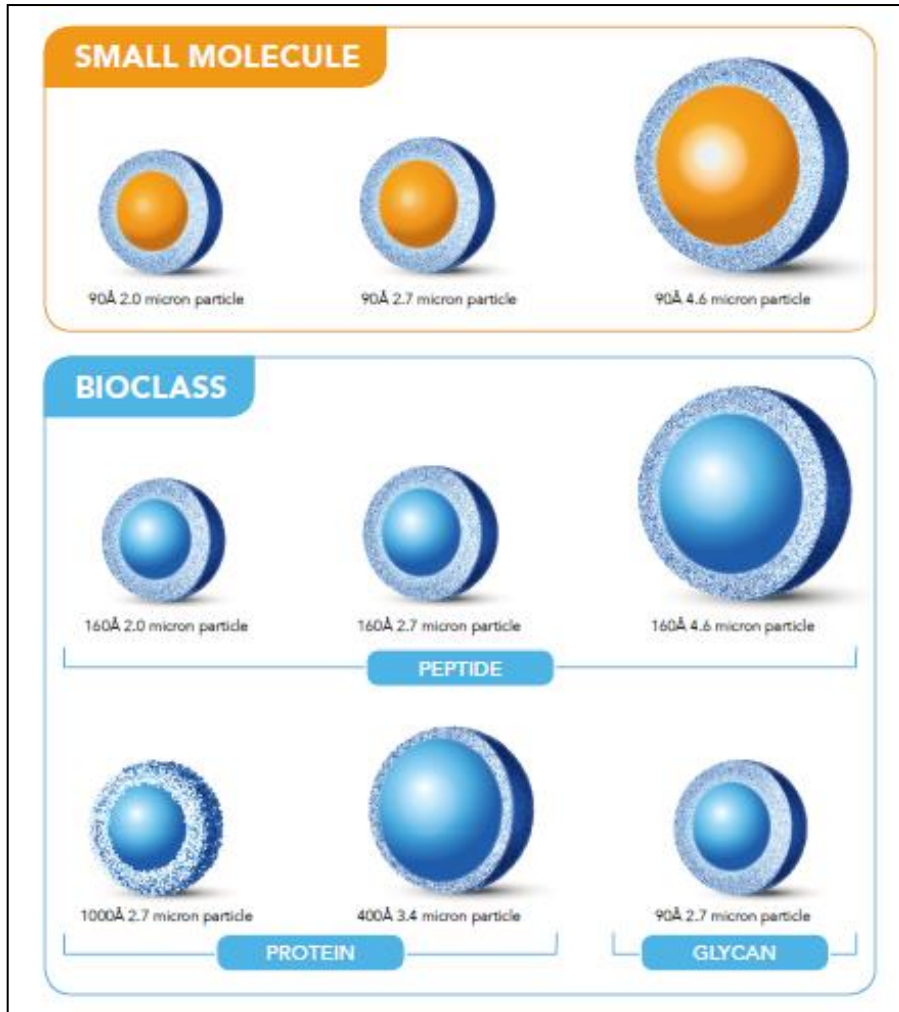 SMALL MOLECULE
90Å 2.0 micron particle
90Å 2.7 micron particle
90Å 4.6 micron particle
BIOCLASS
160Å 2.0 micron particle
160Å 2.7 micron particle
160Å 4.6 micron particle
PEPTIDE
1000Å 2.7 micron particle
400Å 3.4 micron particle
90Å 2.7 micron particle
PROTEIN
GLYCAN